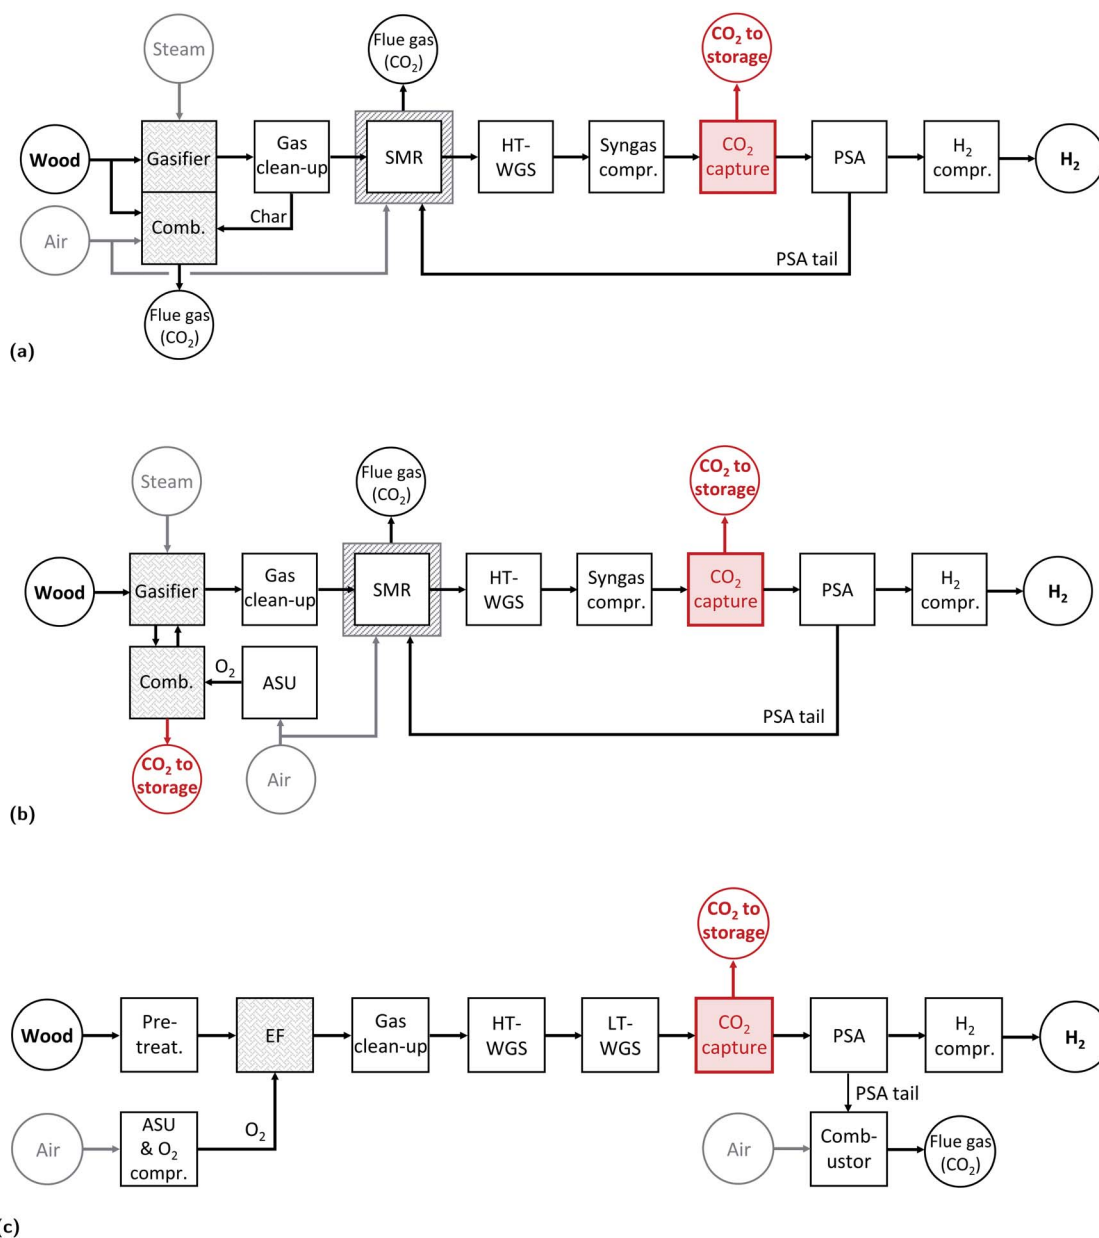 Steam
Flue gas
(CO₂)
CO₂ to
storage
Wood
Gasifier
Gas
clean-up
SMR
HT-
WGS
Syngas
compr.
CO₂
capture
PSA
H₂
compr.
H₂
Comb.
Char
Air
PSA tail
Flue gas
(CO₂)
(a)
Steam
Flue gas
(CO₂)
CO₂ to
storage
Wood
Gasifier
Gas
clean-up
SMR
HT-
WGS
Syngas
compr.
CO₂
capture
PSA
H₂
compr.
H₂
Comb.
O₂
ASU
PSA tail
CO₂ to
storage
Air
(b)
CO₂ to
storage
Wood
Pre-
treat.
EF
Gas
clean-up
HT-
WGS
LT-
WGS
CO₂
capture
PSA
H₂
compr.
H₂
PSA tail
Air
ASU
& O₂
compr.
O₂
Air
Comb-
ustor
Flue gas
(CO₂)
(c)